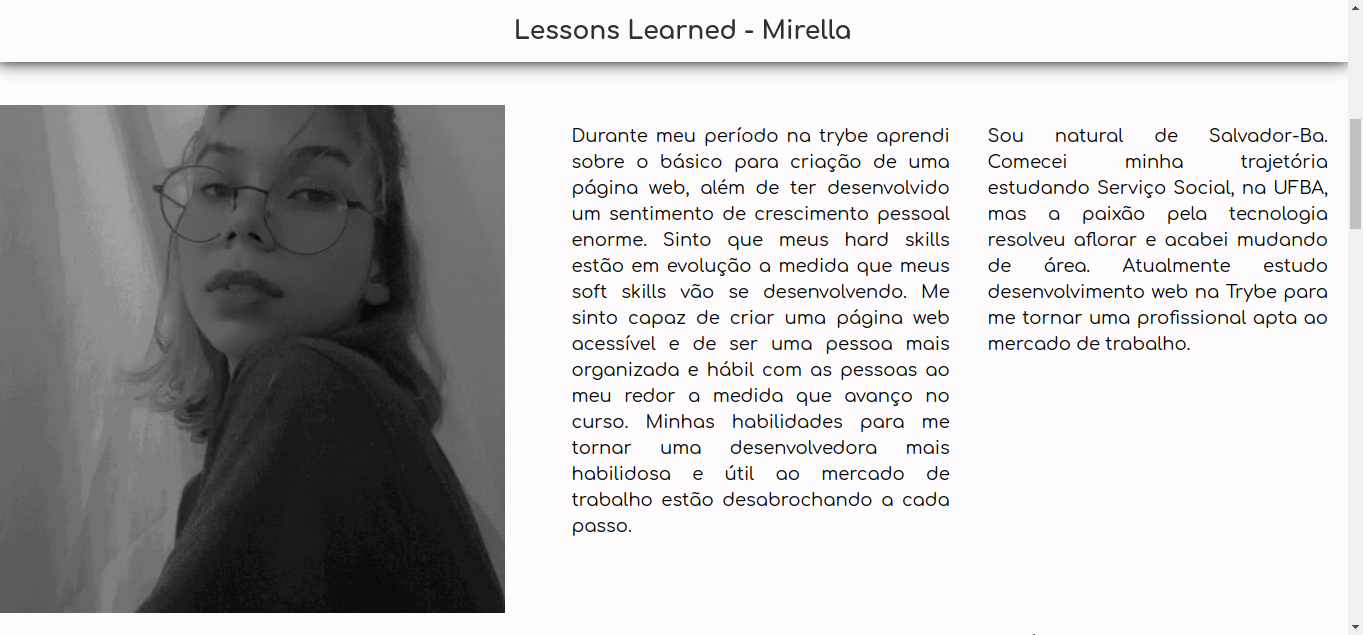 Lessons Learned - Mirella
Durante meu período na trybe aprendi
sobre o básico para criação de uma
página web, além de ter desenvolvido
um sentimento de crescimento pessoal
enorme. Sinto que meus hard skills
estão em evolução a medida que meus
soft skills vão se desenvolvendo. Me
sinto capaz de criar uma página web
acessível e de ser uma pessoa mais
organizada e hábil com as pessoas ao
meu redor a medida que avanço no
curso. Minhas habilidades para me
tornar uma desenvolvedora mais
habilidosa e útil ao mercado de
trabalho estão desabrochando a cada
passo.
Sou natural de Salvador-Ba.
Comecei minha trajetória
estudando Serviço Social, na UFBA,
mas a paixão pela tecnologia
resolveu aflorar e acabei mudando
de área. Atualmente estudo
desenvolvimento web na Trybe para
me tornar uma profissional apta ao
mercado de trabalho.